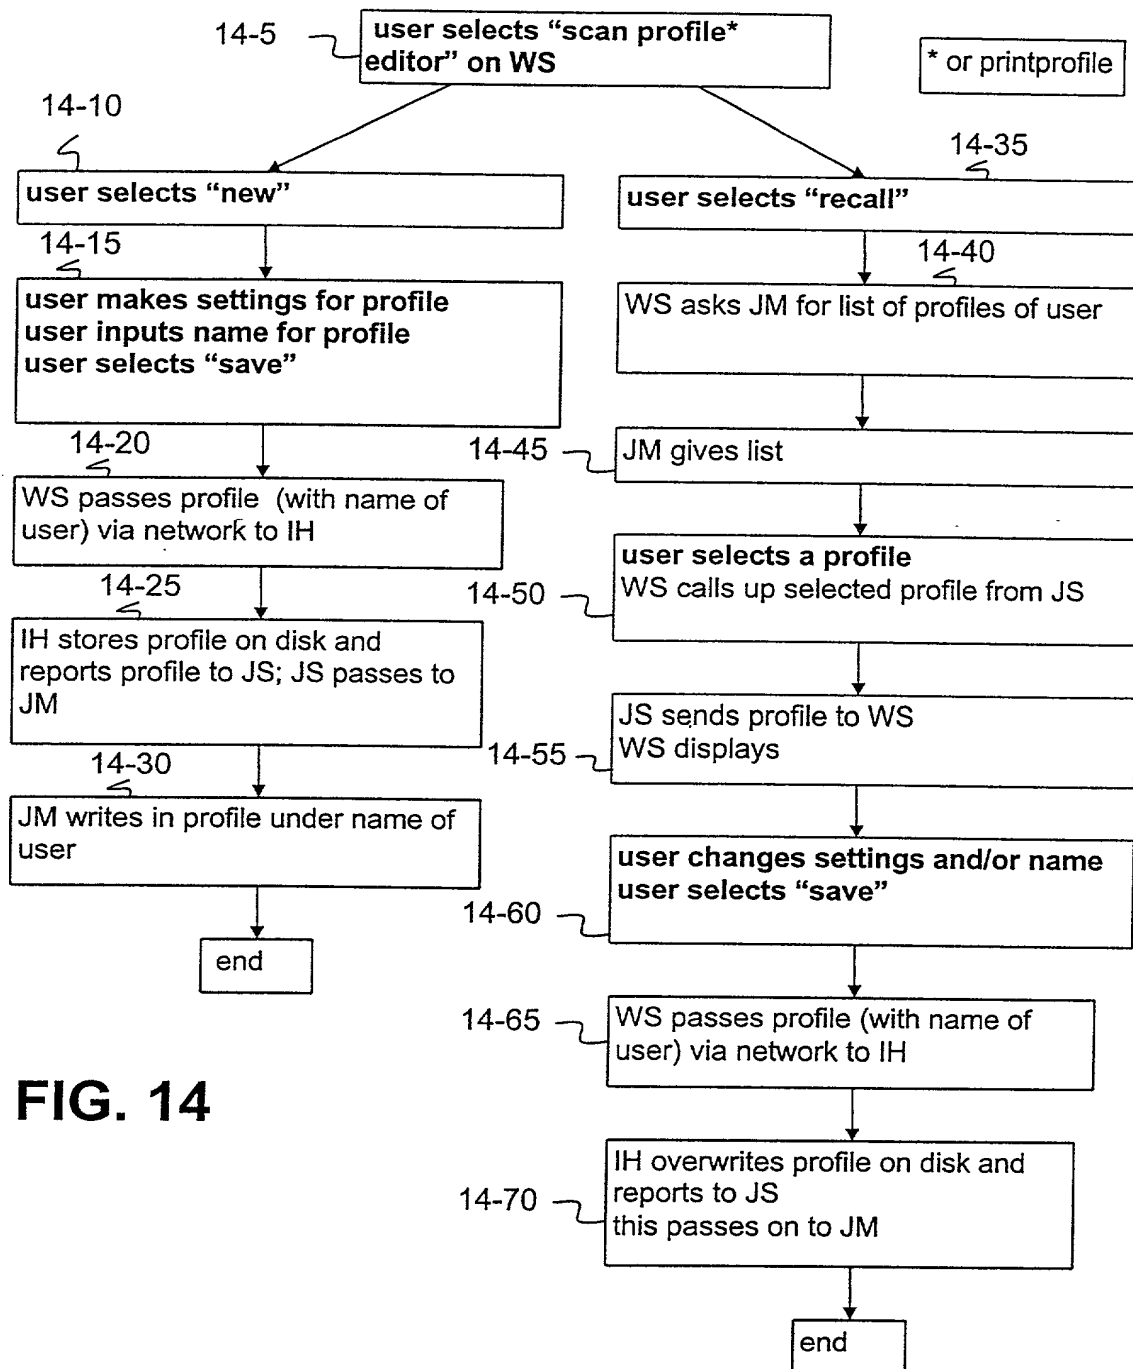 14-5
user selects “scan profile*
editor” on WS
* or printprofile
14-10
user selects “new”
14-15
user makes settings for profile
user inputs name for profile
user selects “save”
14-20
WS passes profile (with name of
user) via network to IH
14-25
IH stores profile on disk and
reports profile to JS; JS passes to
JM
14-30
JM writes in profile under name of
user
end
14-35
user selects “recall”
14-40
WS asks JM for list of profiles of user
14-45
JM gives list
14-50
user selects a profile
WS calls up selected profile from JS
14-55
JS sends profile to WS
WS displays
14-60
user changes settings and/or name
user selects “save”
14-65
WS passes profile (with name of
user) via network to IH
14-70
IH overwrites profile on disk and
reports to JS
this passes on to JM
end
FIG. 14